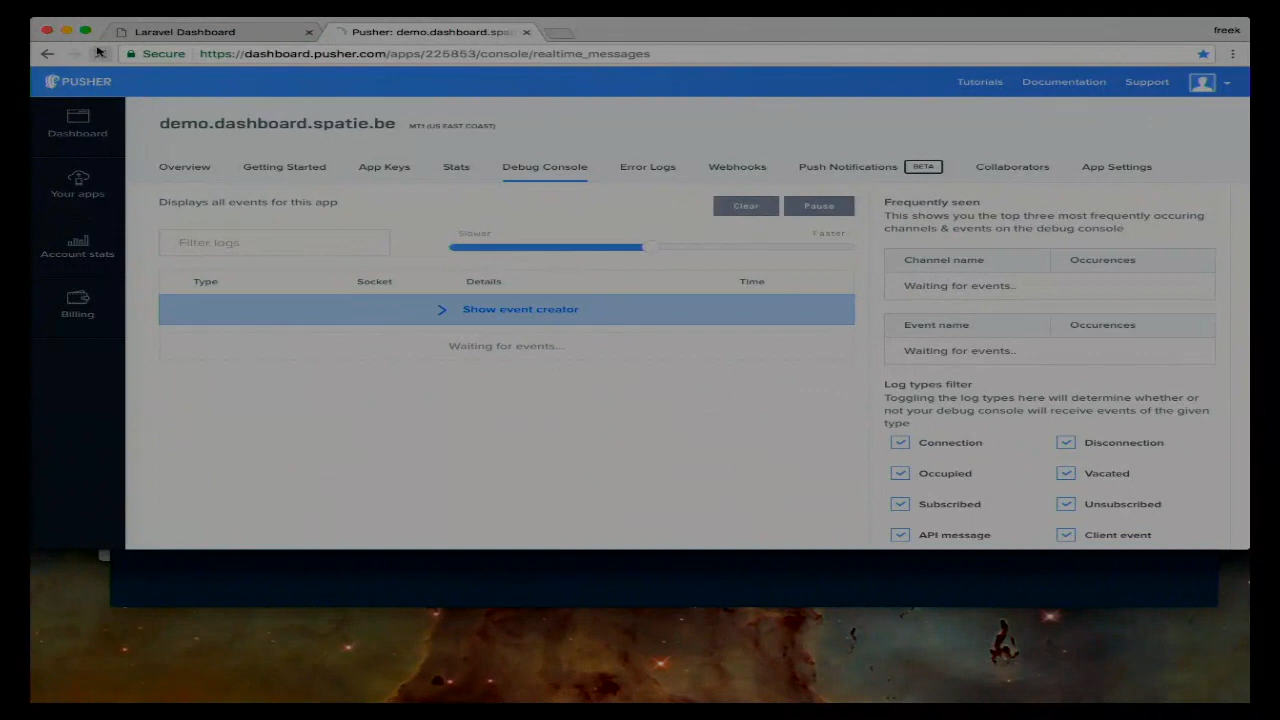 Laravel Dashboard
Pusher: demo.dashboard.spa
freek
Secure https://dashboard.pusher.com/apps/225853/console/realtime_messages
PUSHER
Tutorials Documentation Support
Dashboard
Your apps
Account stats
Billing
demo.dashboard.spatie.be MT1 (US EAST COAST)
Overview Getting Started App Keys Stats Debug Console Error Logs Webhooks Push Notifications BETA Collaborators App Settings
Displays all events for this app
Clear Pause
Filter logs
Slower Faster
Type Socket Details Time
Show event creator
Waiting for events...
Frequently seen
This shows you the top three most frequently occuring
channels & events on the debug console
Channel name Occurences
Waiting for events..
Event name Occurences
Waiting for events..
Log types filter
Toggling the log types here will determine whether or
not your debug console will receive events of the given
type
Connection Disconnection
Occupied Vacated
Subscribed Unsubscribed
API message Client event